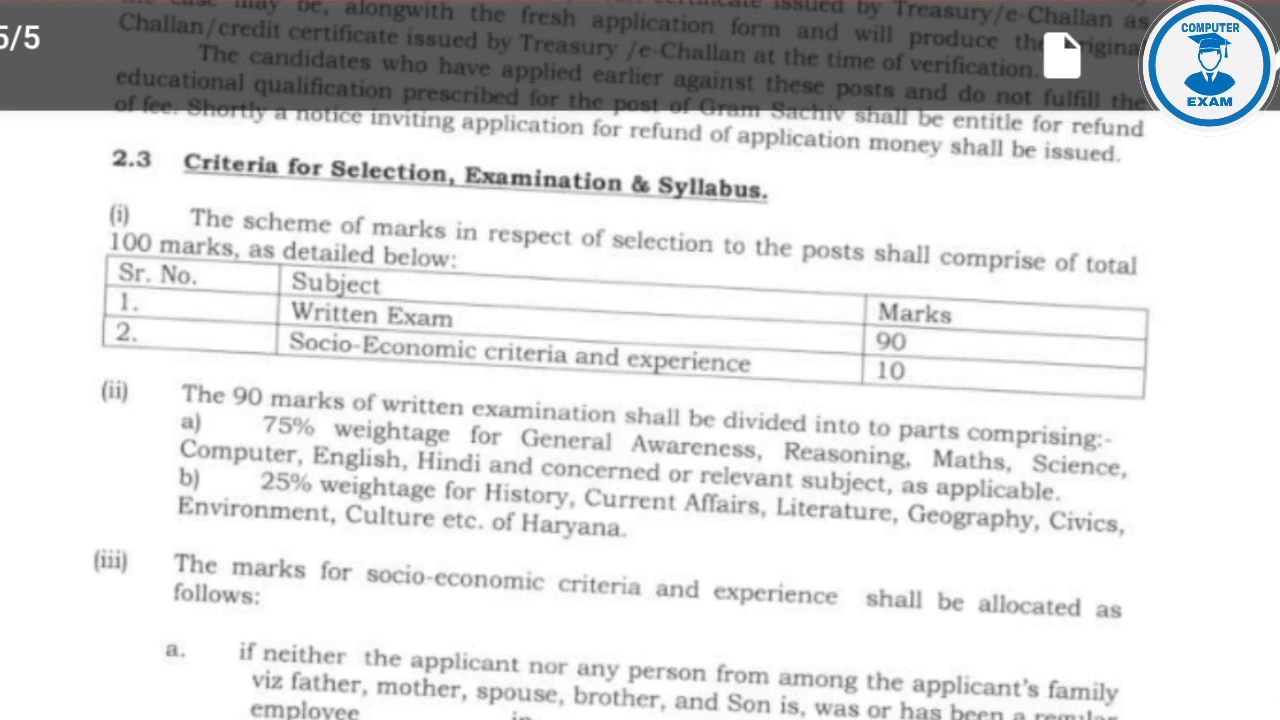 may be, alongwith the fresh application form and will produce the
issued by Treasury/e-Challan as
Challan/credit certificate issued by Treasury /e-Challan at the time of verification.
5/5
COMPUTER
EXAM
The candidates who have applied earlier against these posts and do not fulfill the
educational qualification prescribed for the post of Gram Sachiv shall be entitle for refund
of fee. Shortly a notice inviting application for refund of application money shall be issued.
2.3 Criteria for Selection, Examination & Syllabus.
(i) The scheme of marks in respect of selection to the posts shall comprise of total
100 marks, as detailed below:
Sr. No. Subject Marks
1. Written Exam 90
2. Socio-Economic criteria and experience 10
(ii) The 90 marks of written examination shall be divided into to parts comprising:-
a) 75% weightage for General Awareness, Reasoning, Maths, Science,
Computer, English, Hindi and concerned or relevant subject, as applicable.
b) 25% weightage for History, Current Affairs, Literature, Geography, Civics,
Environment, Culture etc. of Haryana.
(iii) The marks for socio-economic criteria and experience shall be allocated as
follows:
a. if neither the applicant nor any person from among the applicant's family
viz father, mother, spouse, brother, and Son is, was or has been a regular
employee in